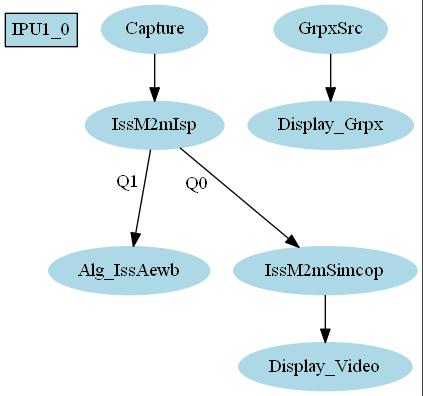 IPU1_0
Capture
GrpxSrc
IssM2mIsp
Display_Grpx
Q1
Q0
Alg_IssAewb
IssM2mSimcop
Display_Video